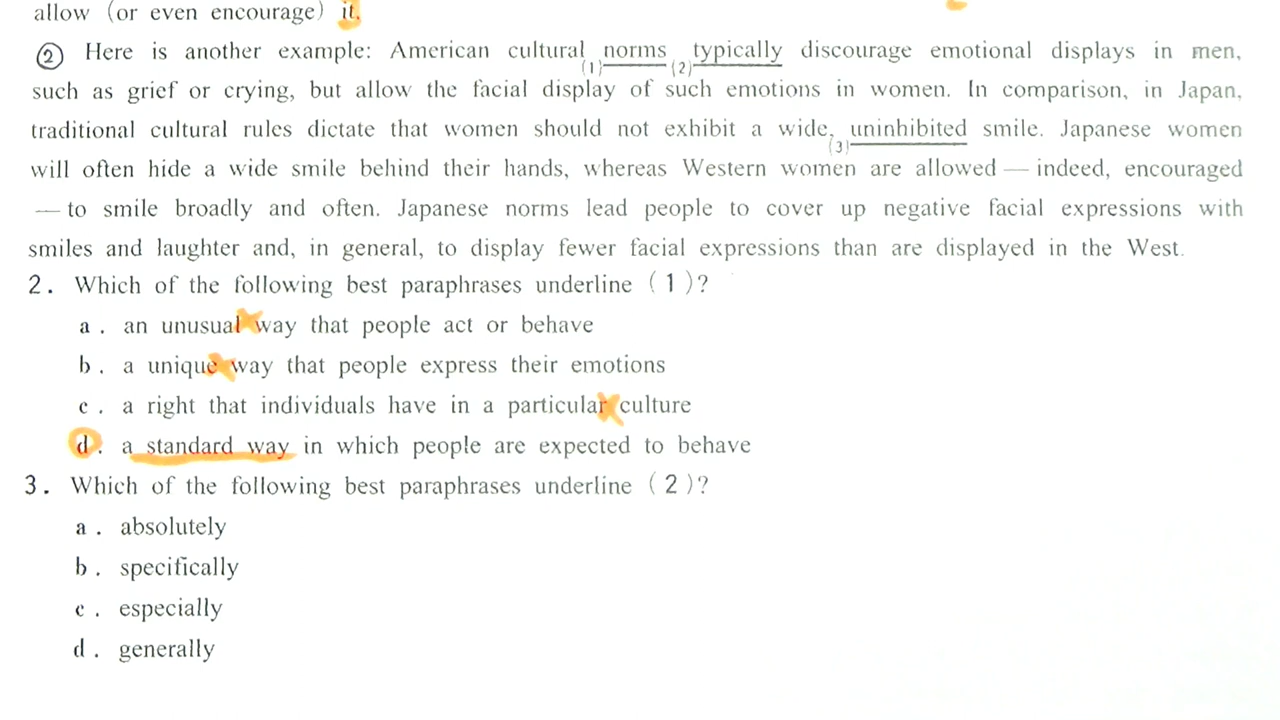 allow (or even encourage) it.
② Here is another example: American cultural norms typically discourage emotional displays in men,
(1) (2)
such as grief or crying, but allow the facial display of such emotions in women. In comparison, in Japan,
traditional cultural rules dictate that women should not exhibit a wide, uninhibited smile. Japanese women
(3)
will often hide a wide smile behind their hands, whereas Western women are allowed — indeed, encouraged
— to smile broadly and often. Japanese norms lead people to cover up negative facial expressions with
smiles and laughter and, in general, to display fewer facial expressions than are displayed in the West.
2. Which of the following best paraphrases underline (1)?
a. an unusual way that people act or behave
b. a unique way that people express their emotions
c. a right that individuals have in a particular culture
d. a standard way in which people are expected to behave
3. Which of the following best paraphrases underline (2)?
a. absolutely
b. specifically
c. especially
d. generally